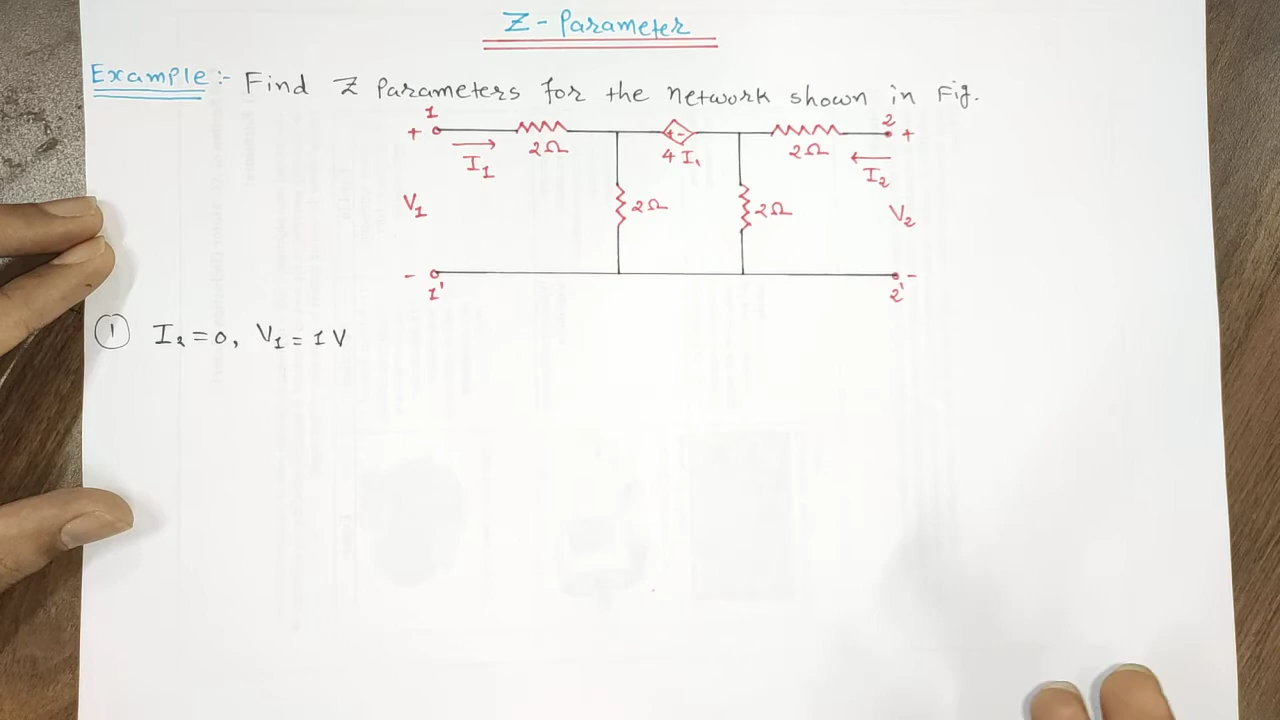 Z - Parameter
Example :- Find Z Parameters for the network shown in Fig.
1 2
+ + -  +
2Ω 4 I₁ 2Ω
I₁ I₂
V₁ 2Ω 2Ω V₂
- -
1' 2'
① I₂ = 0, V₁ = 1 V